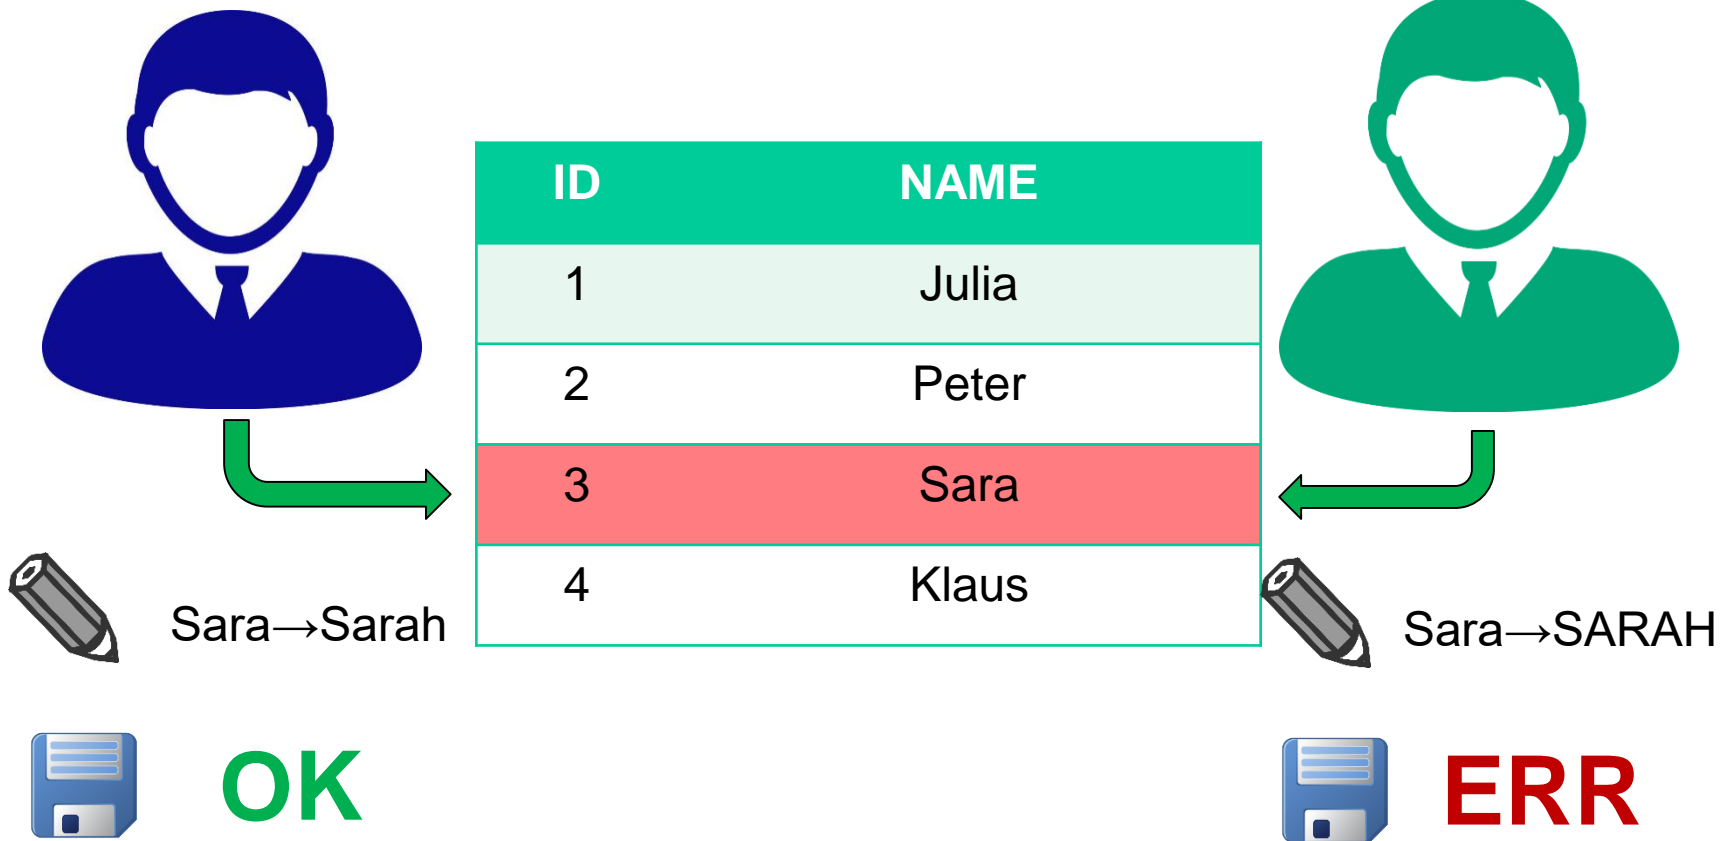 ID NAME
1 Julia
2 Peter
3 Sara
4 Klaus
Sara→Sarah
Sara→SARAH
OK
ERR